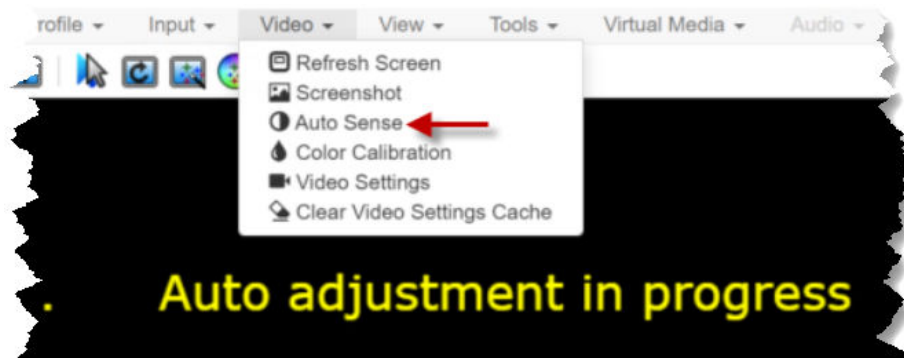 rofile Input Video View Tools Virtual Media Audio
Refresh Screen
Screenshot
Auto Sense
Color Calibration
Video Settings
Clear Video Settings Cache
. Auto adjustment in progress